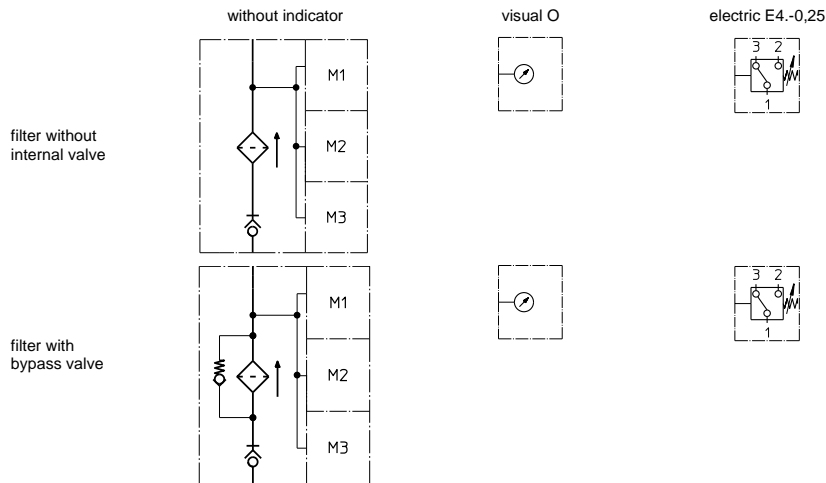 without indicator
visual O
electric E4.-0,25
M1
3 2
1
filter without
internal valve
M2
M3
M1
3 2
1
filter with
bypass valve
M2
M3